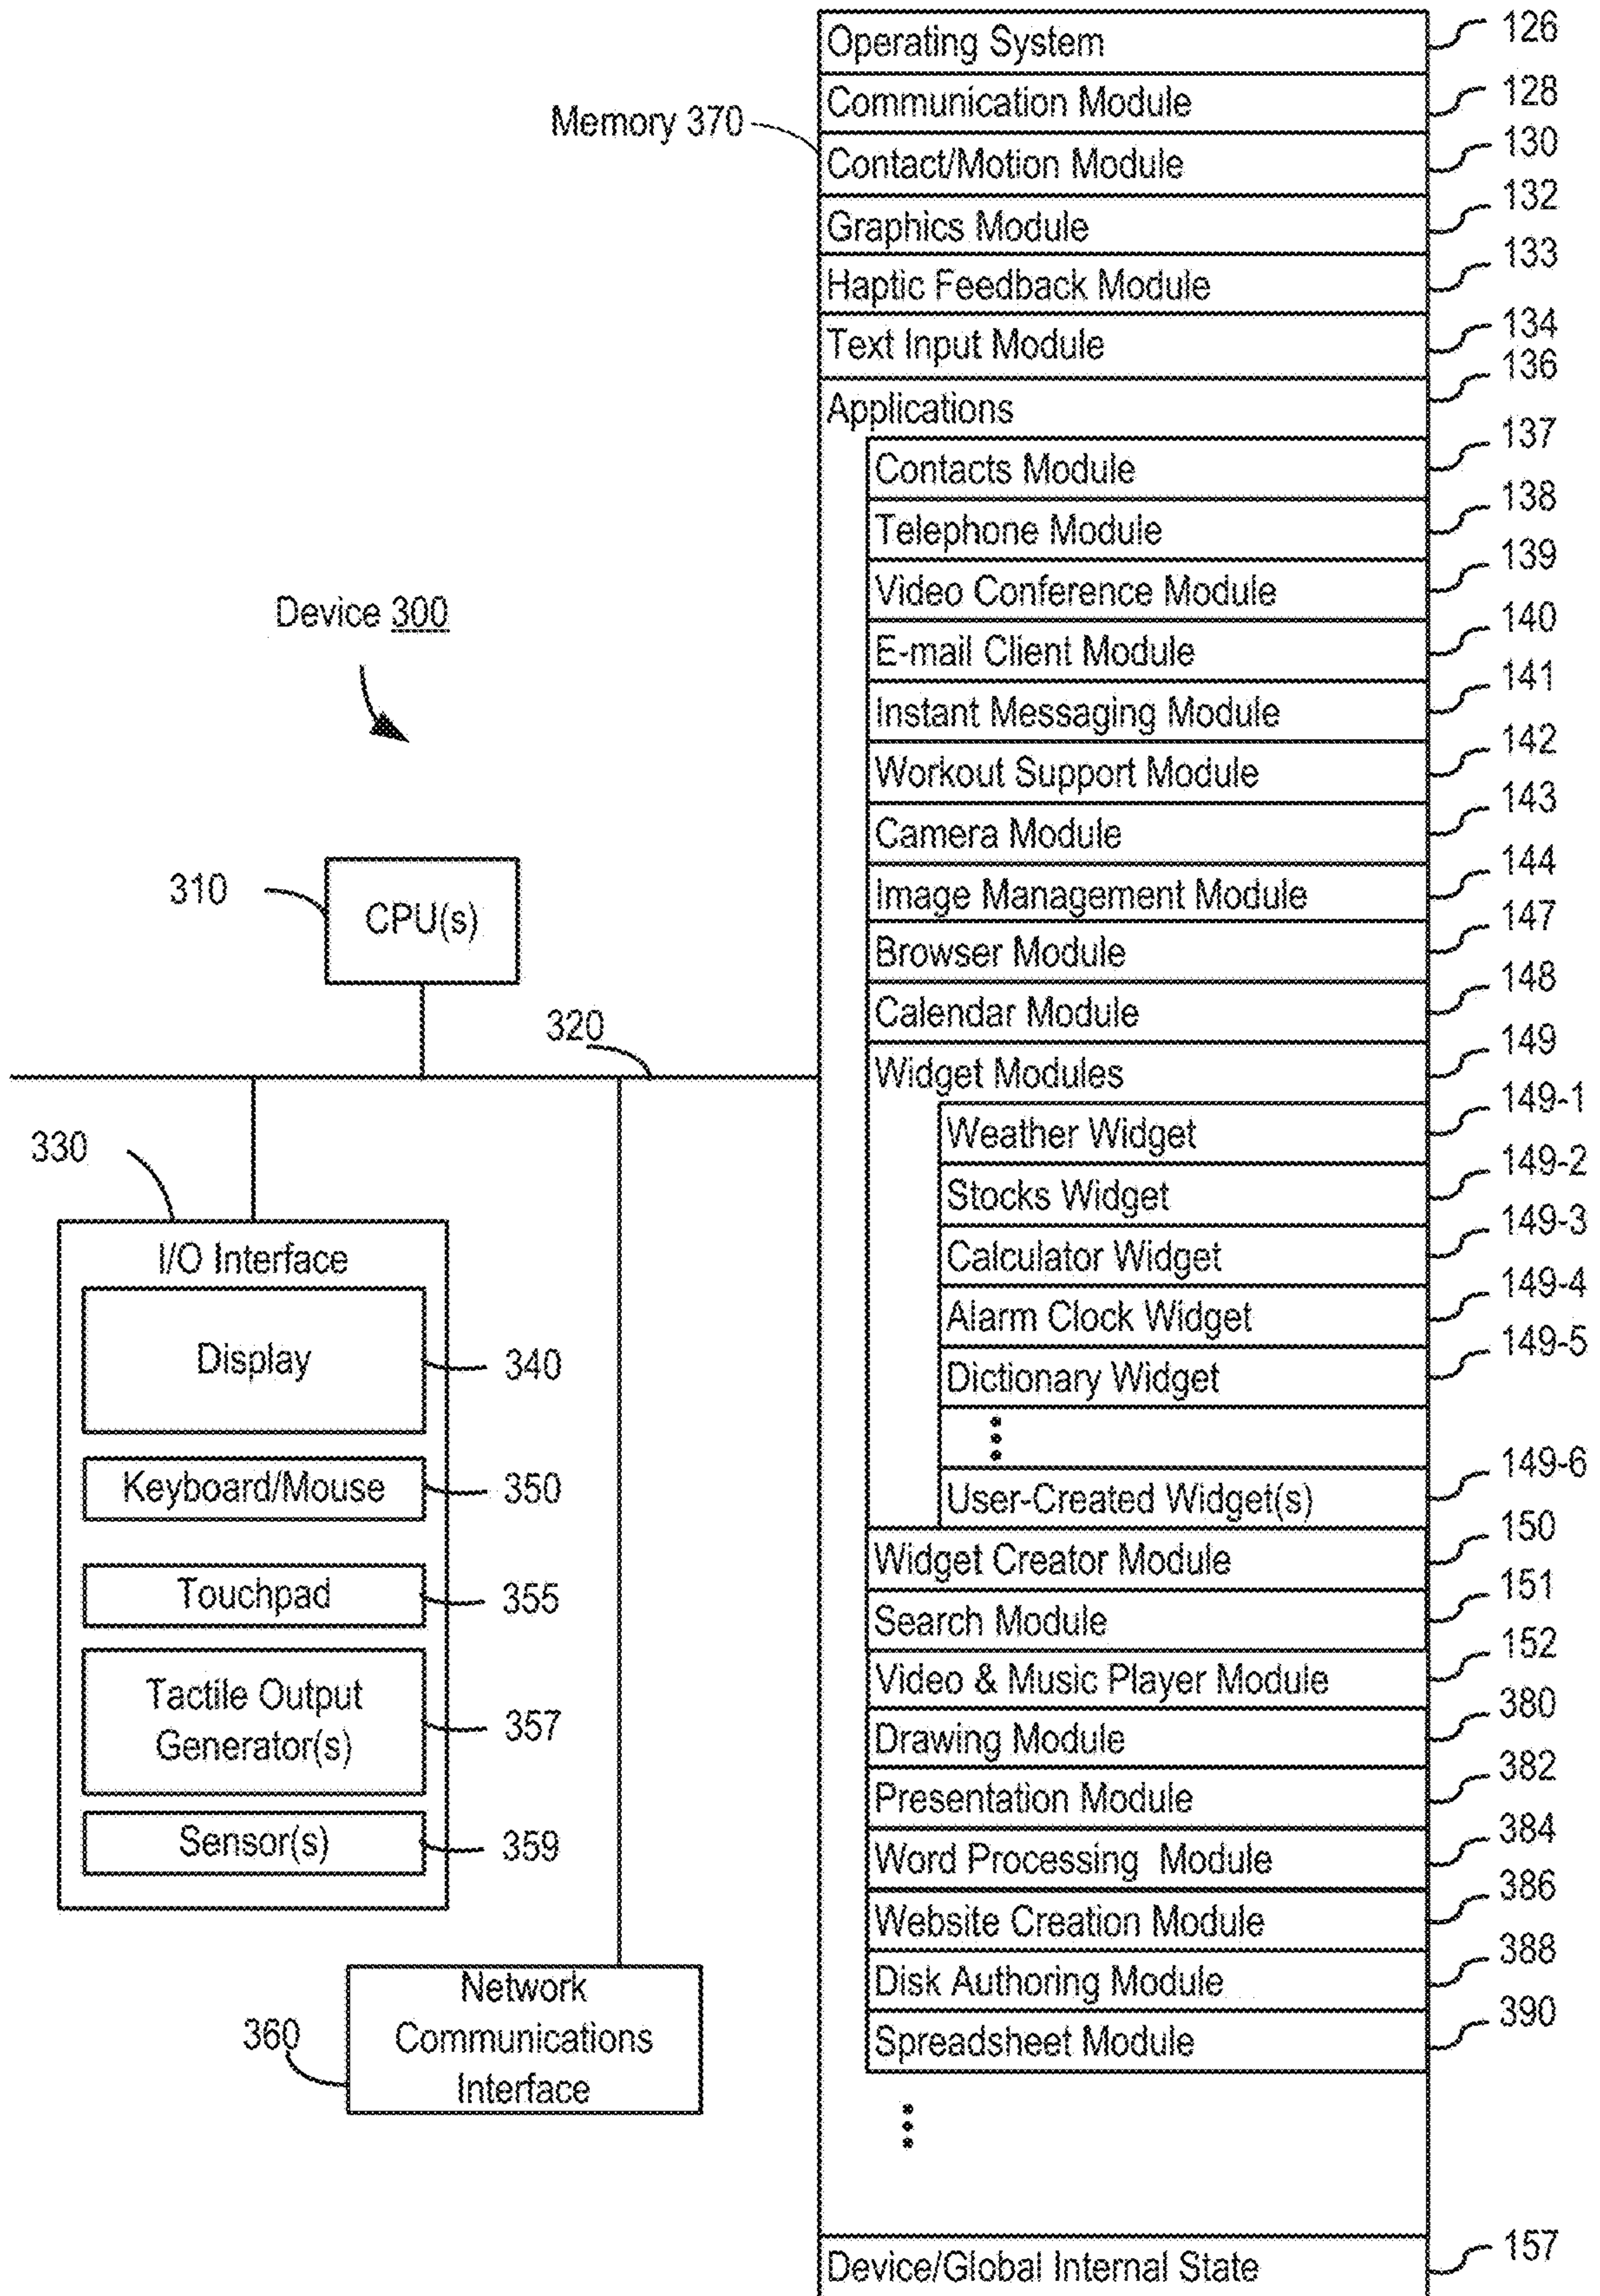 Device 300
310
CPU(s)
320
330
I/O Interface
Display
340
Keyboard/Mouse
350
Touchpad
355
Tactile Output
Generator(s)
357
Sensor(s)
359
360
Network
Communications
Interface
Memory 370
Operating System
126
Communication Module
128
Contact/Motion Module
130
Graphics Module
132
Haptic Feedback Module
133
Text Input Module
134
Applications
136
Contacts Module
137
Telephone Module
138
Video Conference Module
139
E-mail Client Module
140
Instant Messaging Module
141
Workout Support Module
142
Camera Module
143
Image Management Module
144
Browser Module
147
Calendar Module
148
Widget Modules
149
Weather Widget
149-1
Stocks Widget
149-2
Calculator Widget
149-3
Alarm Clock Widget
149-4
Dictionary Widget
149-5
User-Created Widget(s)
149-6
Widget Creator Module
150
Search Module
151
Video & Music Player Module
152
Drawing Module
380
Presentation Module
382
Word Processing Module
384
Website Creation Module
386
Disk Authoring Module
388
Spreadsheet Module
390
Device/Global Internal State
157